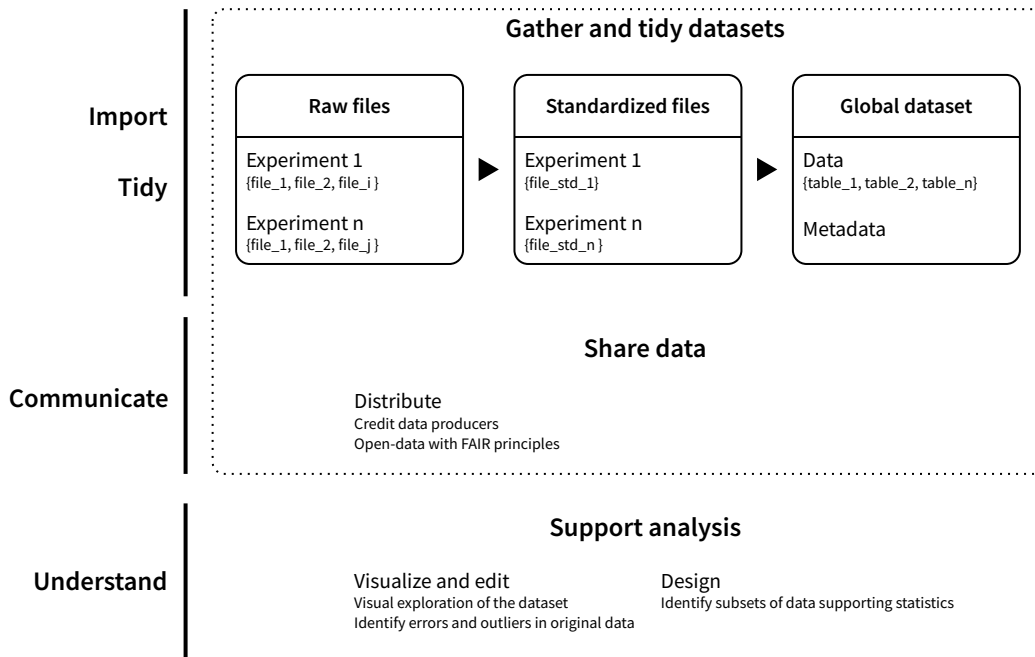 Gather and tidy datasets
Import
Tidy
Raw files
Experiment 1
{file_1, file_2, file_i }
Experiment n
{file_1, file_2, file_j }
Standardized files
Experiment 1
{file_std_1}
Experiment n
{file_std_n }
Global dataset
Data
{table_1, table_2, table_n}
Metadata
Communicate
Share data
Distribute
Credit data producers
Open-data with FAIR principles
Understand
Support analysis
Visualize and edit
Visual exploration of the dataset
Identify errors and outliers in original data
Design
Identify subsets of data supporting statistics